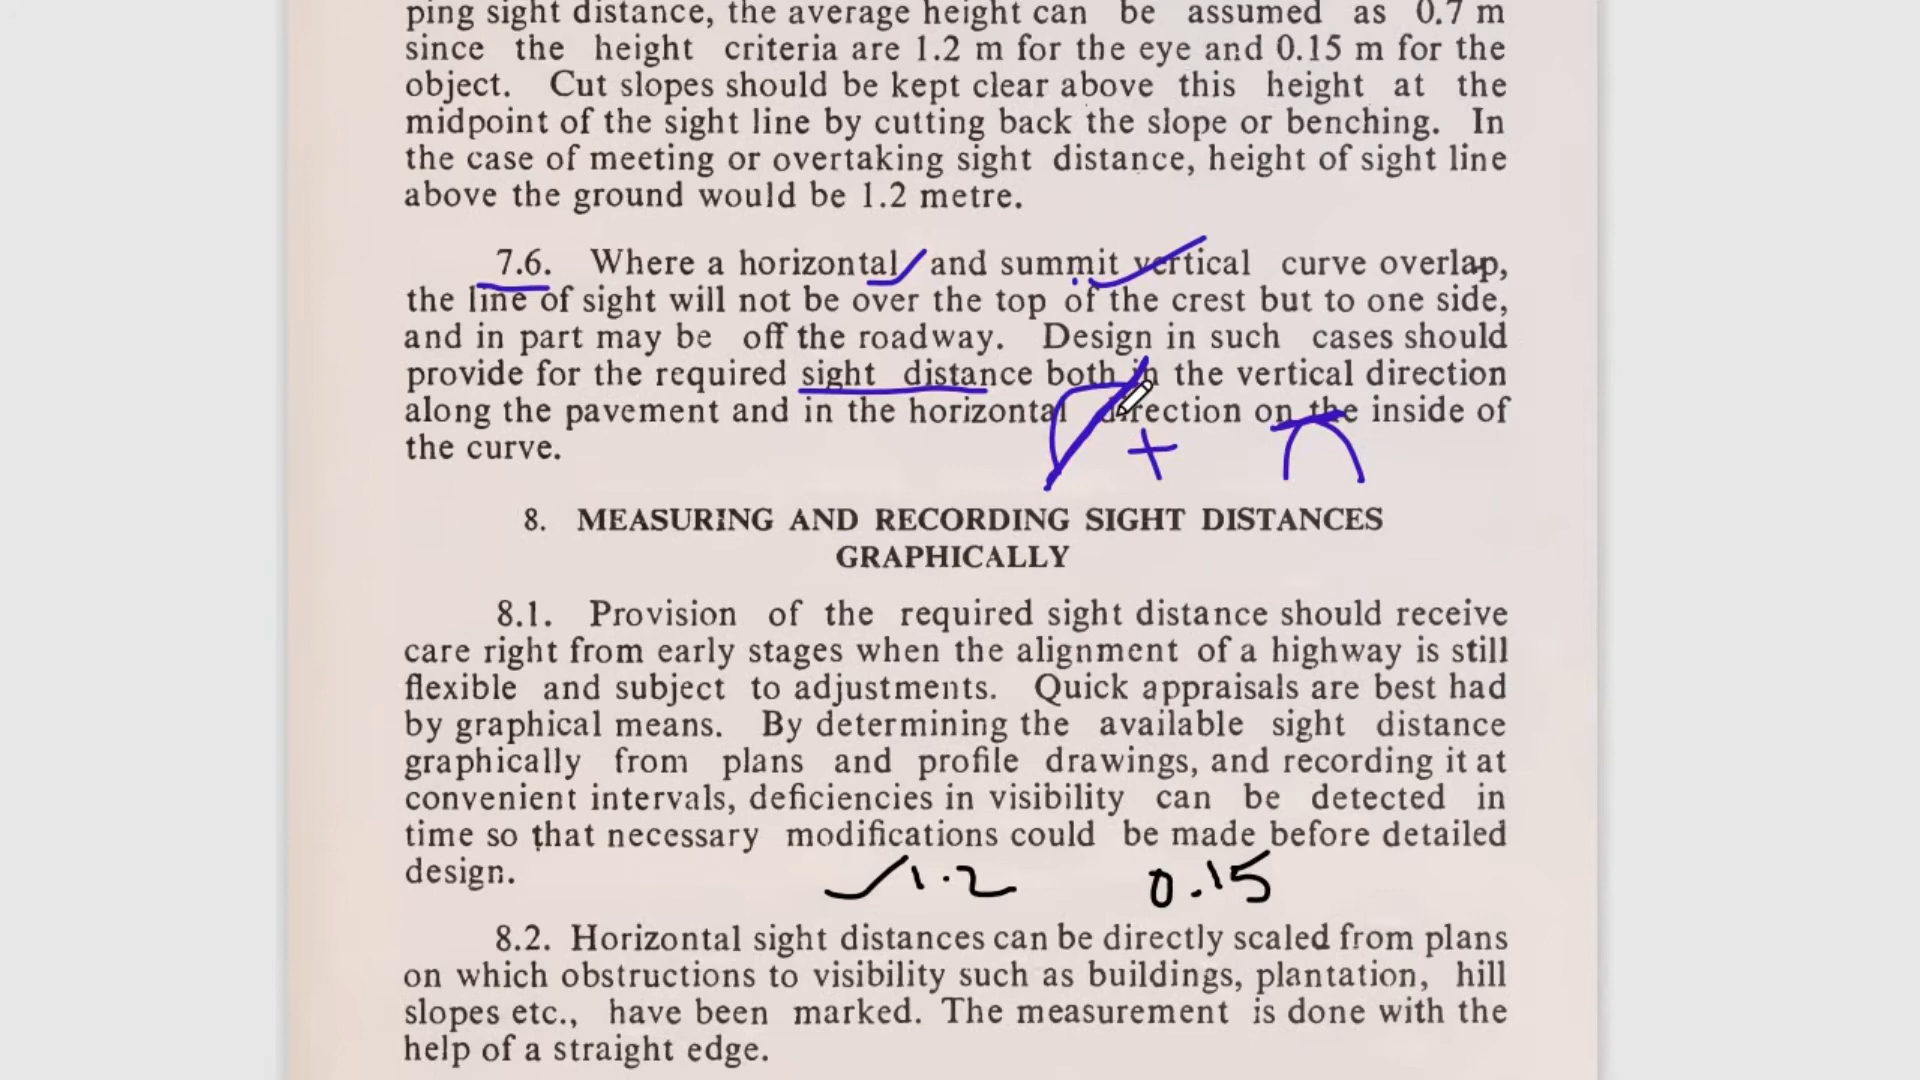 ping sight distance, the average height can be assumed as 0.7 m
since the height criteria are 1.2 m for the eye and 0.15 m for the
object. Cut slopes should be kept clear above this height at the
midpoint of the sight line by cutting back the slope or benching. In
the case of meeting or overtaking sight distance, height of sight line
above the ground would be 1.2 metre.
7.6. Where a horizontal and summit vertical curve overlap,
the line of sight will not be over the top of the crest but to one side,
and in part may be off the roadway. Design in such cases should
provide for the required sight distance both in the vertical direction
along the pavement and in the horizontal direction on the inside of
the curve.
+
8. MEASURING AND RECORDING SIGHT DISTANCES
GRAPHICALLY
8.1. Provision of the required sight distance should receive
care right from early stages when the alignment of a highway is still
flexible and subject to adjustments. Quick appraisals are best had
by graphical means. By determining the available sight distance
graphically from plans and profile drawings, and recording it at
convenient intervals, deficiencies in visibility can be detected in
time so that necessary modifications could be made before detailed
design.
1.2 0.15
8.2. Horizontal sight distances can be directly scaled from plans
on which obstructions to visibility such as buildings, plantation, hill
slopes etc., have been marked. The measurement is done with the
help of a straight edge.